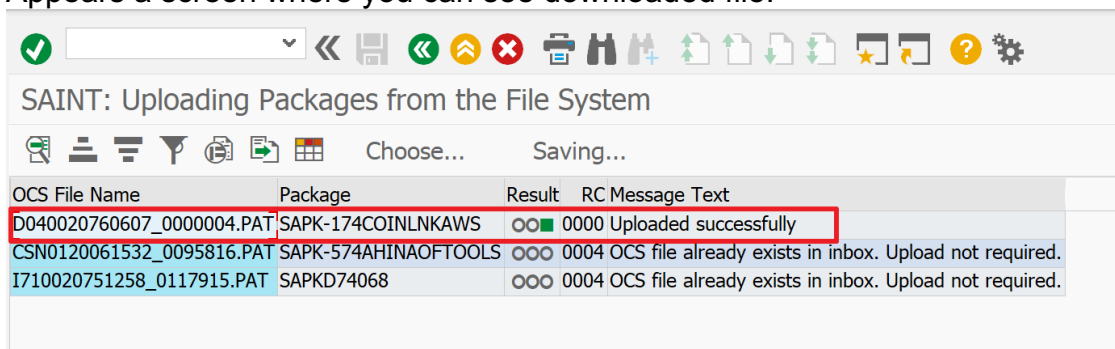 Appears a screen where you can see downloaded file.
SAINT: Uploading Packages from the File System
Choose... Saving...
OCS File Name Package Result RC Message Text
D040020760607_0000004.PAT SAPK-174COINLNKAWS 0000 Uploaded successfully
CSN0120061532_0095816.PAT SAPK-574AHINAOFTOOLS 0004 OCS file already exists in inbox. Upload not required.
I710020751258_0117915.PAT SAPKD74068 0004 OCS file already exists in inbox. Upload not required.